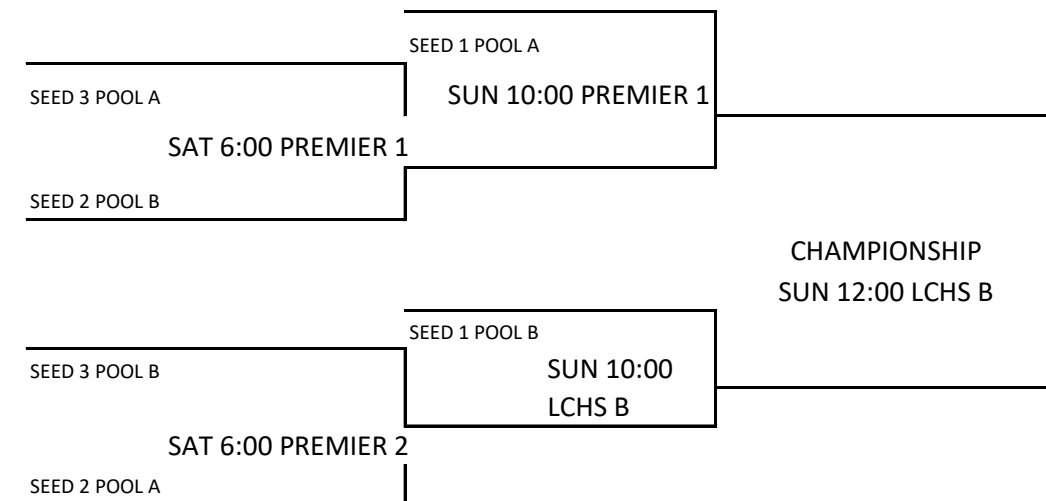 SEED 1 POOL A
SEED 3 POOL A
SUN 10:00 PREMIER 1
SAT 6:00 PREMIER 1
SEED 2 POOL B
CHAMPIONSHIP
SUN 12:00 LCHS B
SEED 1 POOL B
SEED 3 POOL B
SUN 10:00
LCHS B
SAT 6:00 PREMIER 2
SEED 2 POOL A